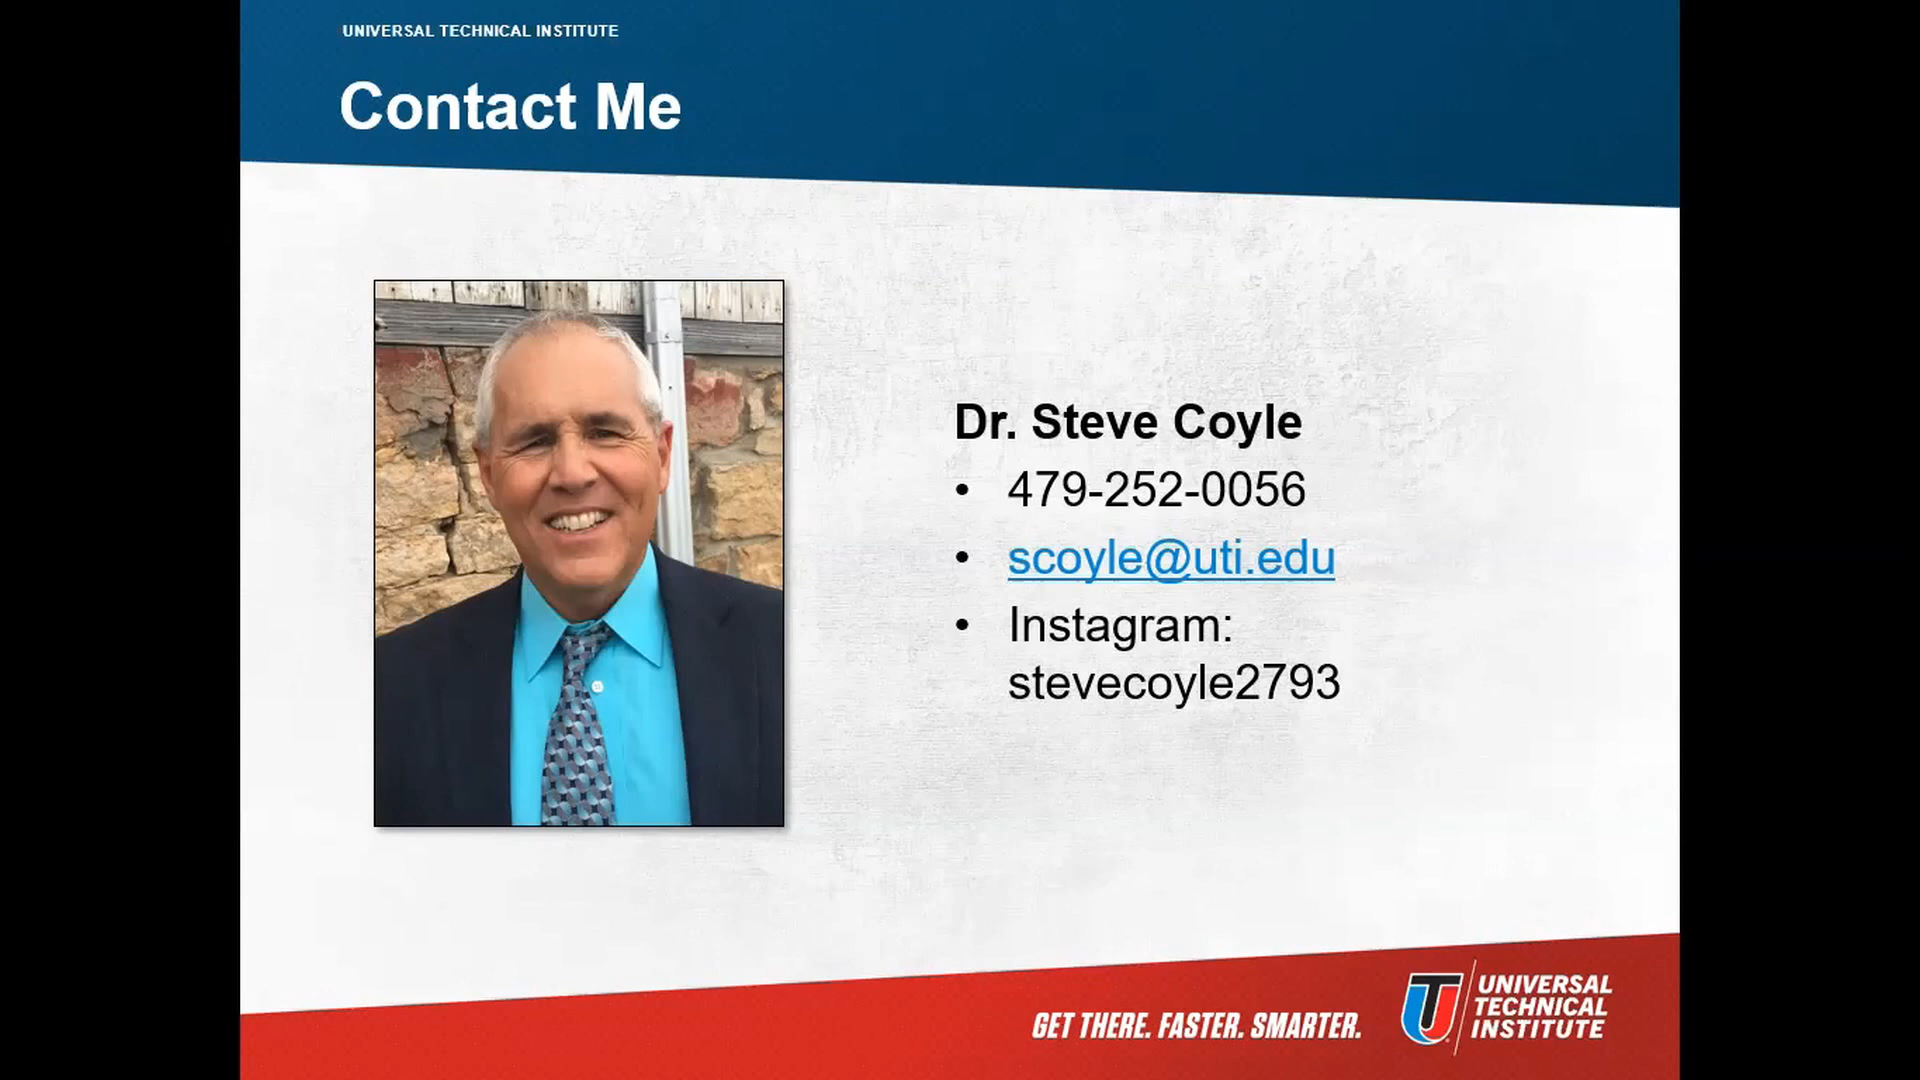 UNIVERSAL TECHNICAL INSTITUTE
Contact Me
Dr. Steve Coyle
• 479-252-0056
• scoyle@uti.edu
• Instagram:
stevecoyle2793
GET THERE. FASTER. SMARTER.
UNIVERSAL
TECHNICAL
INSTITUTE